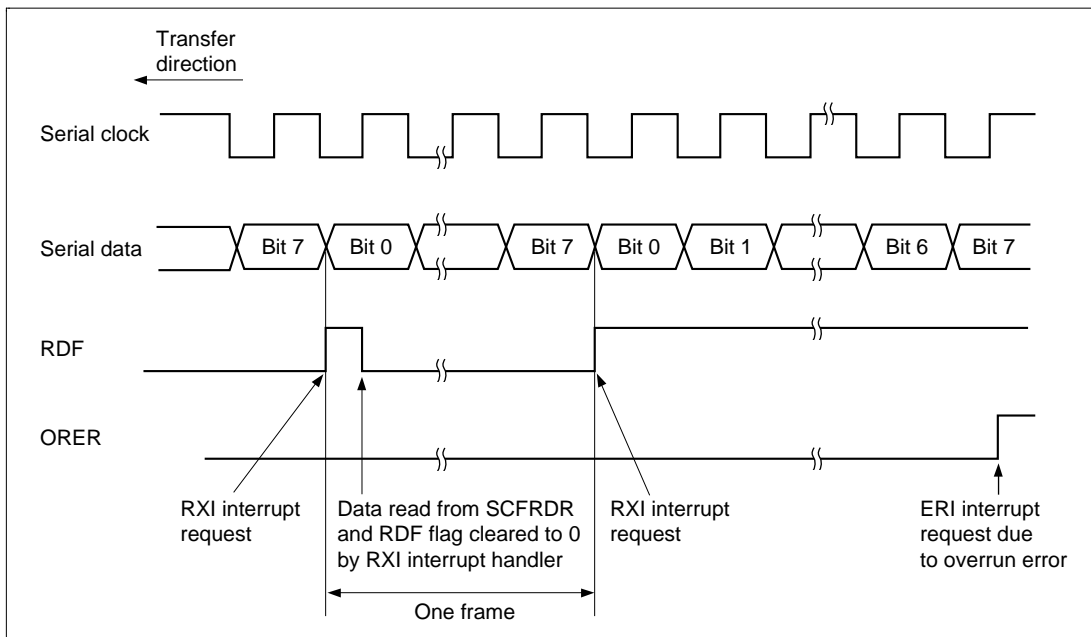 Transfer
direction
Serial clock
Serial data
Bit 7 Bit 0 Bit 7 Bit 0 Bit 1 Bit 6 Bit 7
RDF
ORER
RXI interrupt
request
Data read from SCFRDR
and RDF flag cleared to 0
by RXI interrupt handler
RXI interrupt
request
ERI interrupt
request due
to overrun error
One frame